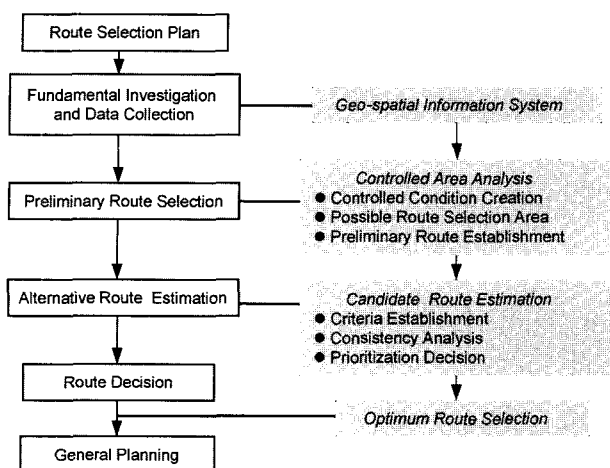 Route Selection Plan
Fundamental Investigation
and Data Collection
Geo-spatial Information System
Controlled Area Analysis
● Controlled Condition Creation
Preliminary Route Selection
● Possible Route Selection Area
● Preliminary Route Establishment
Alternative Route Estimation
Candidate Route Estimation
● Criteria Establishment
● Consistency Analysis
● Prioritization Decision
Route Decision
Optimum Route Selection
General Planning